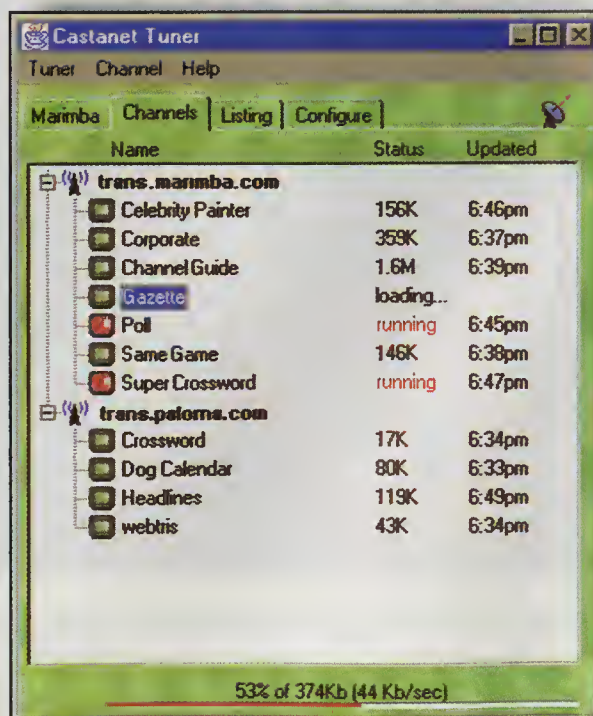 Castanet Tuner
Tuner Channel Help
Marimba Channels Listing Configure
Name Status Updated
trans.marimba.com
Celebrity Painter 156K 6:46pm
Corporate 359K 6:37pm
Channel Guide 1.6M 6:39pm
Gazette loading...
Poll running 6:45pm
Same Game 146K 6:38pm
Super Crossword running 6:47pm
trans.paloma.com
Crossword 17K 6:34pm
Dog Calendar 80K 6:33pm
Headlines 119K 6:49pm
webtris 43K 6:34pm
53% of 374Kb (44 Kb/sec)